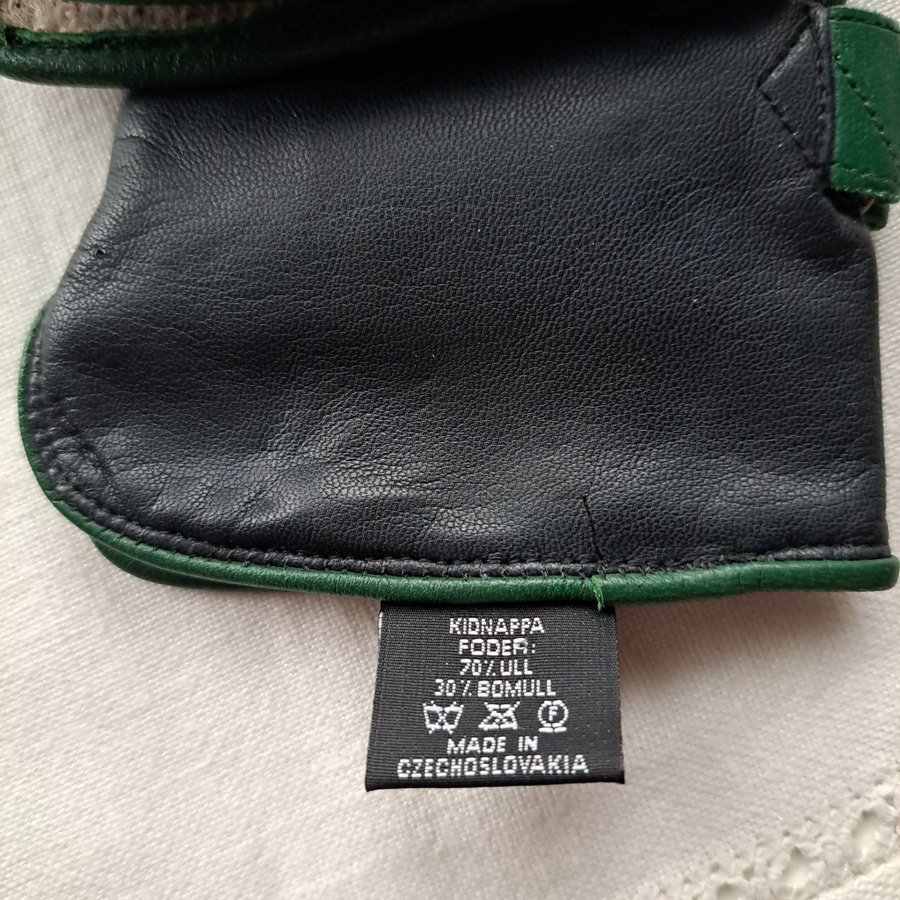 KIDNAPPA
FODER:
70% ULL
30% BOMULL
F
MADE IN
CZECHOSLOVAKIA